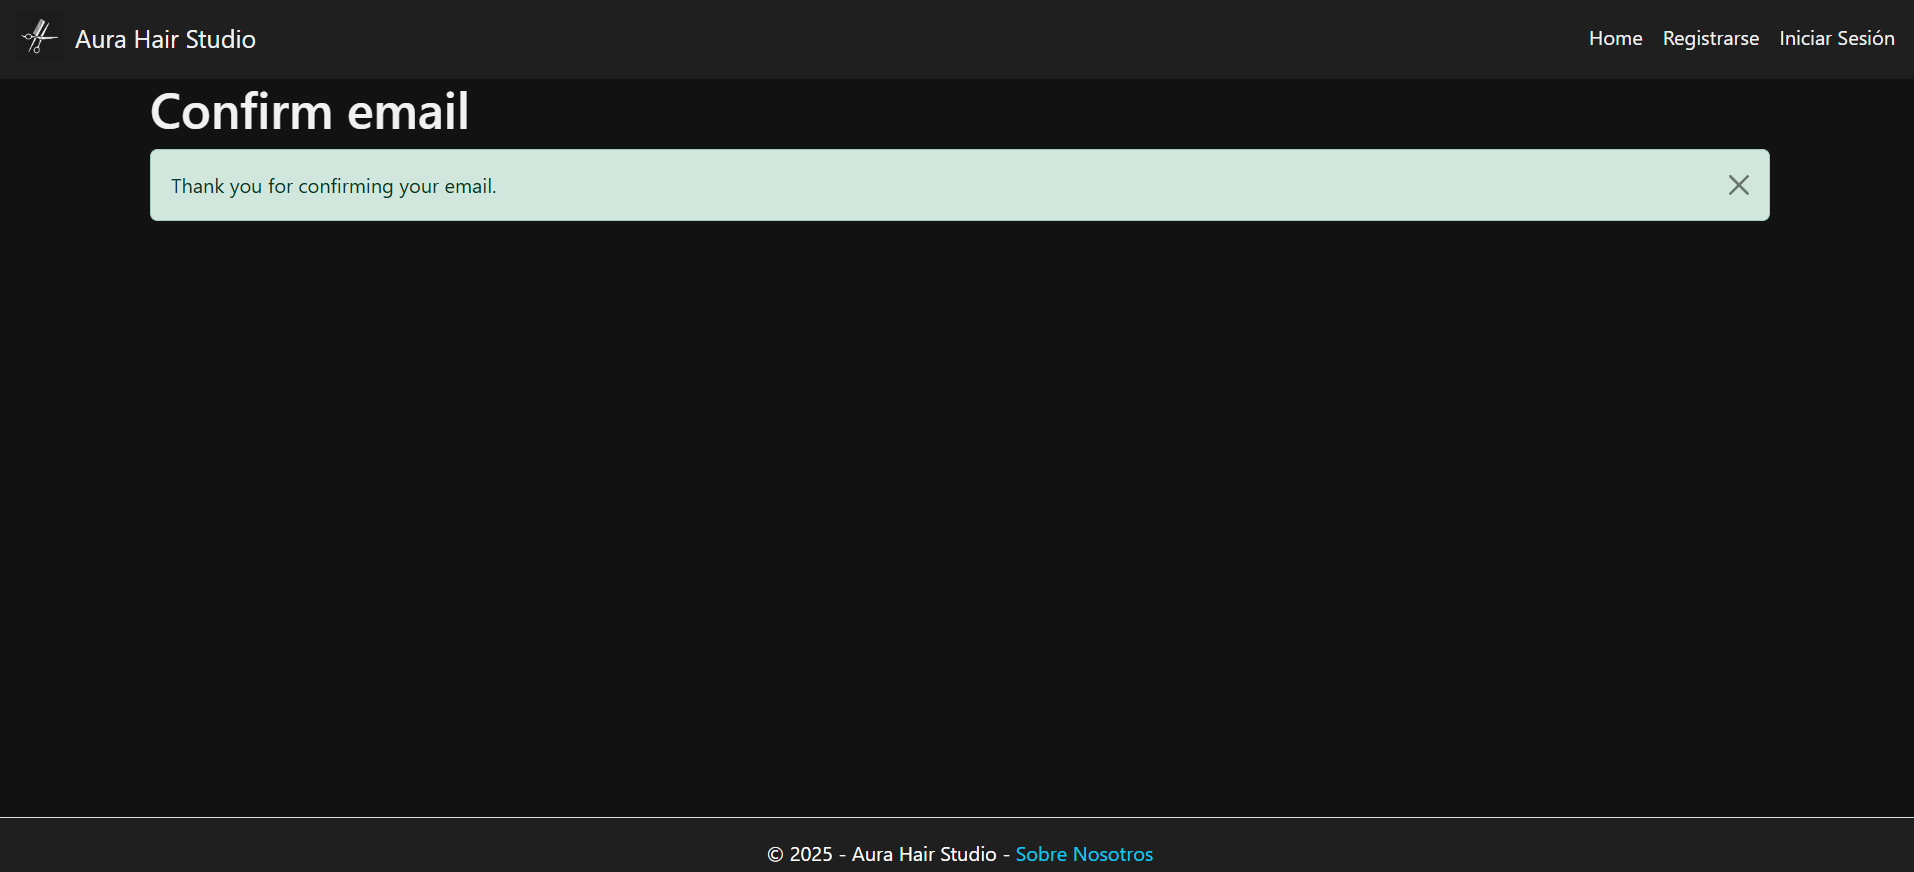 Aura Hair Studio
Home Registrarse Iniciar Sesión
Confirm email
Thank you for confirming your email.
© 2025 - Aura Hair Studio - Sobre Nosotros